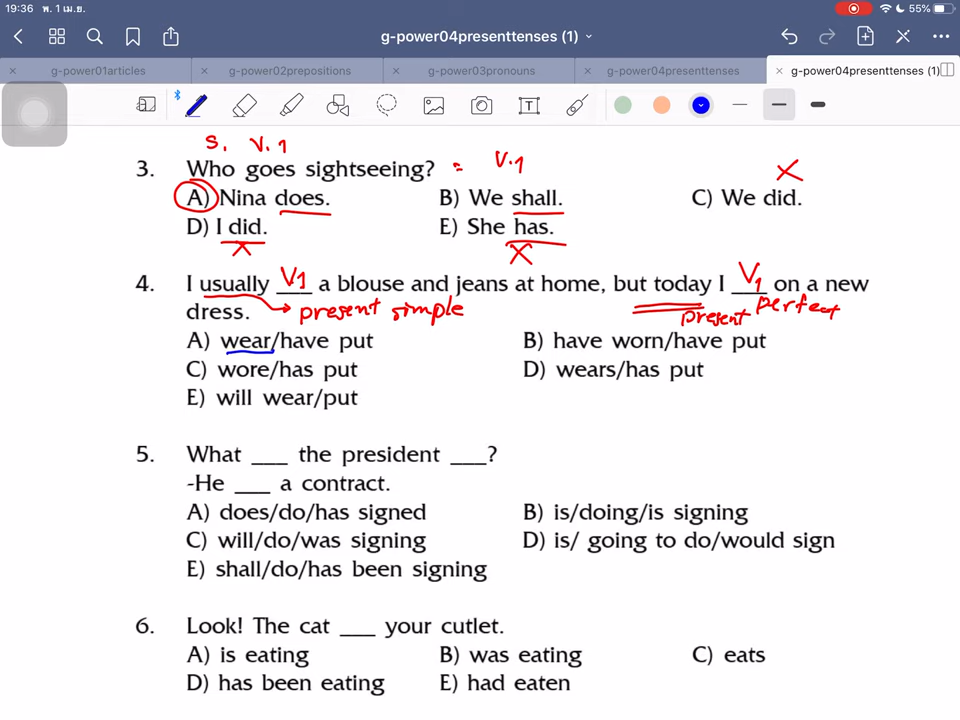 19:36 พ. 1 เม.ย. 55%
g-power04presenttenses (1)
g-power01articles g-power02prepositions g-power03pronouns g-power04presenttenses g-power04presenttenses (1)
S. V.1
3. Who goes sightseeing? = V.1
A) Nina does. B) We shall. C) We did. X
D) I did. E) She has.
X X
4. I usually ___ V1 a blouse and jeans at home, but today I ___ V1 on a new
dress. present simple present perfect
A) wear/have put B) have worn/have put
C) wore/has put D) wears/has put
E) will wear/put
5. What ___ the president ___?
-He ___ a contract.
A) does/do/has signed B) is/doing/is signing
C) will/do/was signing D) is/ going to do/would sign
E) shall/do/has been signing
6. Look! The cat ___ your cutlet.
A) is eating B) was eating C) eats
D) has been eating E) had eaten